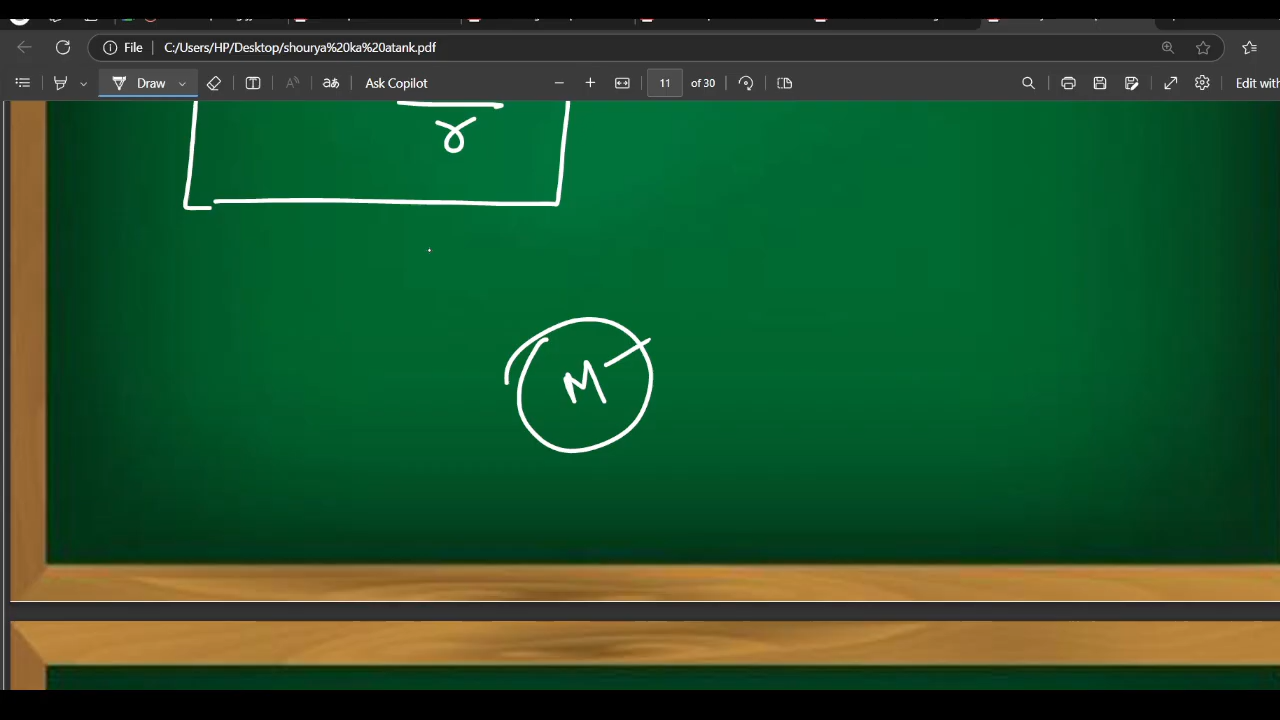 File C:/Users/HP/Desktop/shourya%20ka%20atank.pdf
Draw Ask Copilot 11 of 30 Edit with
r
M